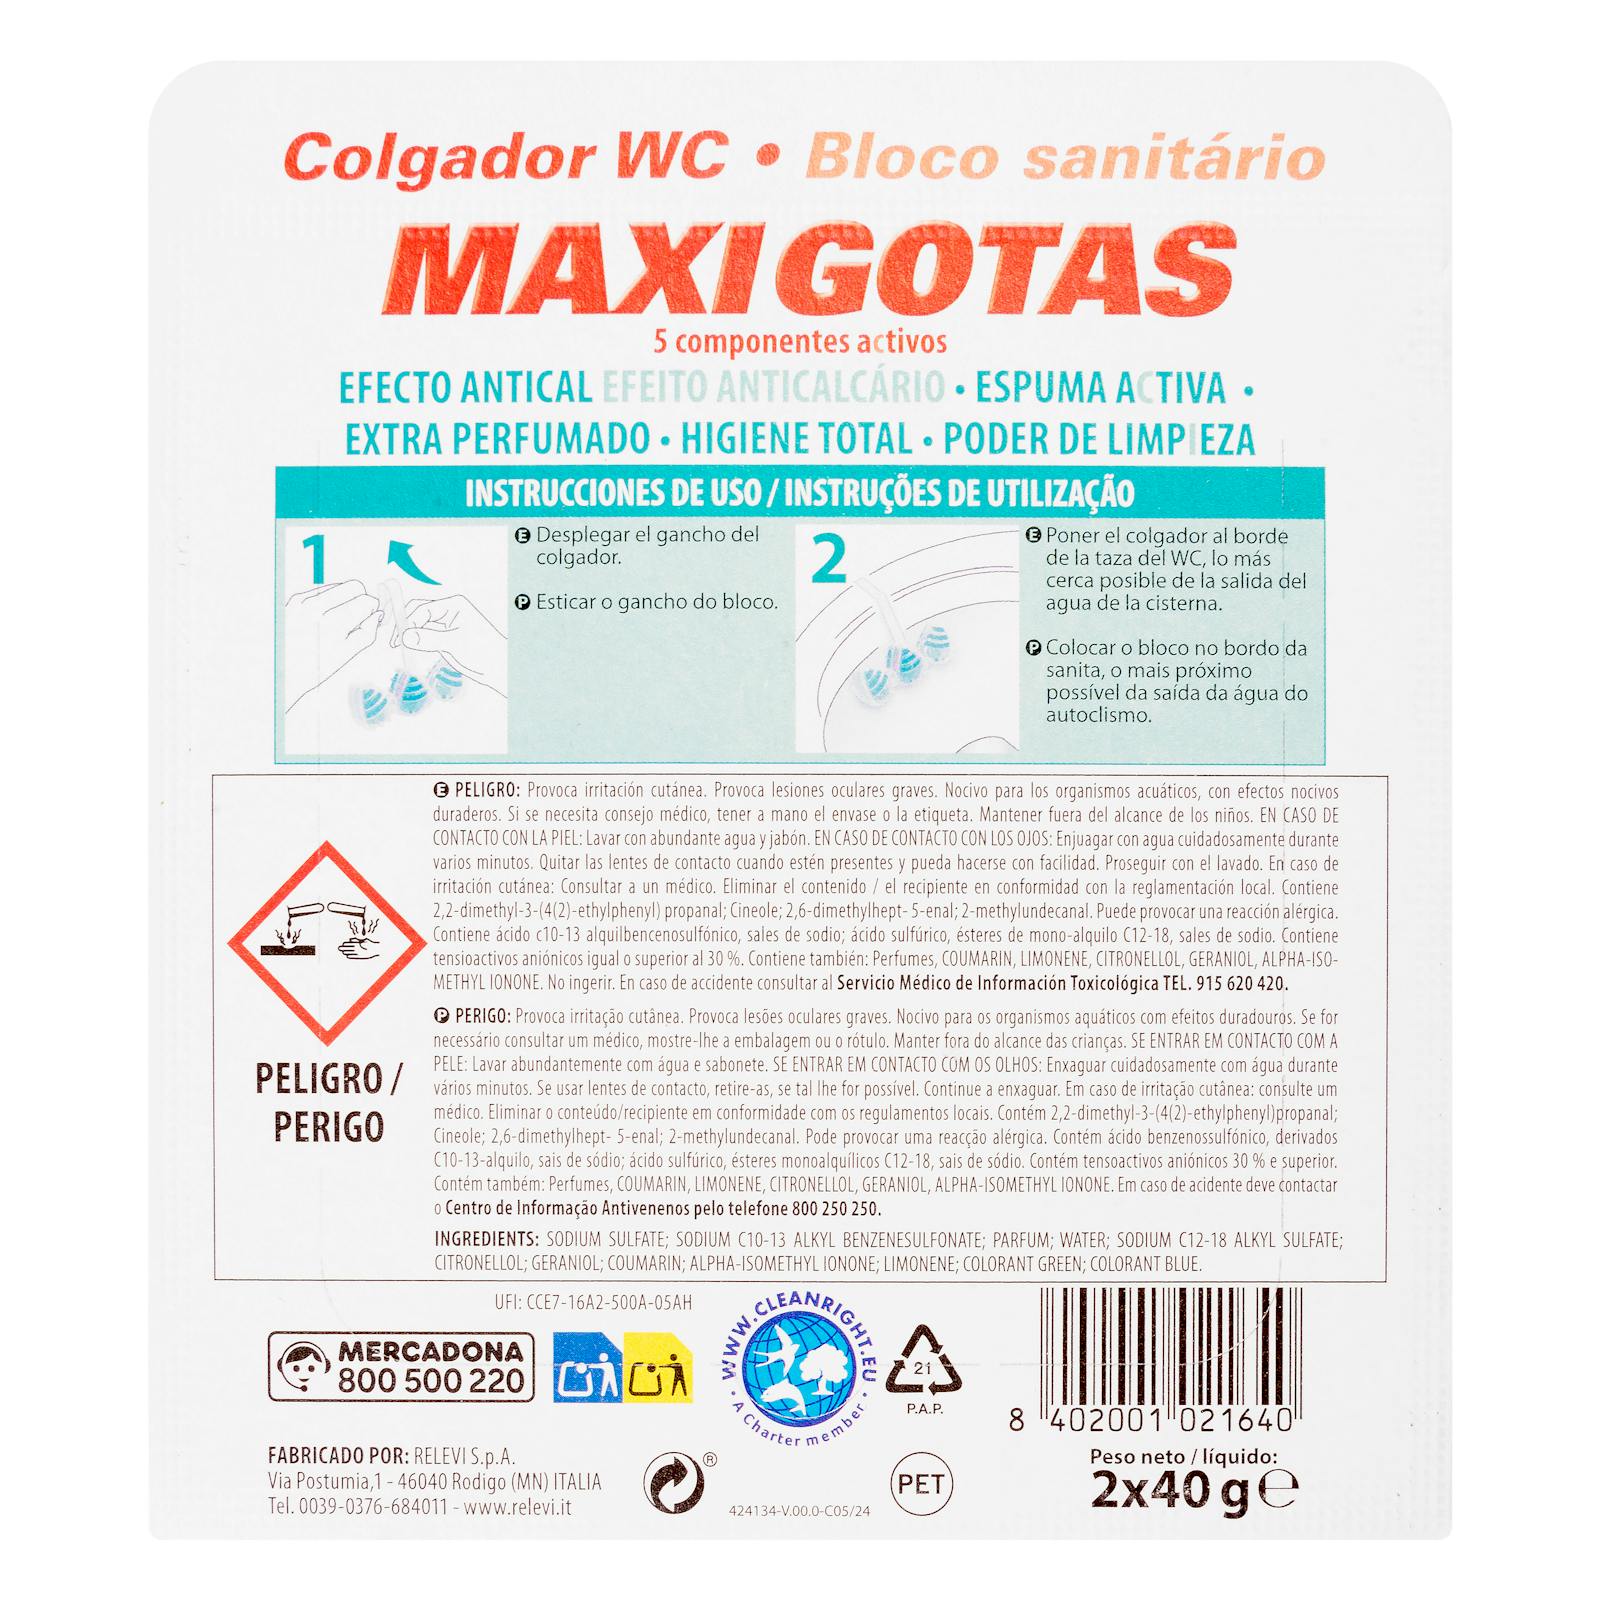 Colgador WC • Bloco sanitário
MAXI GOTAS
5 componentes activos
EFECTO ANTICAL EFEITO ANTICALCÁRIO • ESPUMA ACTIVA •
EXTRA PERFUMADO • HIGIENE TOTAL • PODER DE LIMPIEZA
INSTRUCCIONES DE USO / INSTRUÇÕES DE UTILIZAÇÃO
1
E Desplegar el gancho del
colgador.
P Esticar o gancho do bloco.
2
E Poner el colgador al borde
de la taza del WC, lo más
cerca posible de la salida del
agua de la cisterna.
P Colocar o bloco no bordo da
sanita, o mais próximo
possível da saída da água do
autoclismo.
PELIGRO /
PERIGO
E PELIGRO: Provoca irritación cutánea. Provoca lesiones oculares graves. Nocivo para los organismos acuáticos, con efectos nocivos
duraderos. Si se necesita consejo médico, tener a mano el envase o la etiqueta. Mantener fuera del alcance de los niños. EN CASO DE
CONTACTO CON LA PIEL: Lavar con abundante agua y jabón. EN CASO DE CONTACTO CON LOS OJOS: Enjuagar con agua cuidadosamente durante
varios minutos. Quitar las lentes de contacto cuando estén presentes y pueda hacerse con facilidad. Proseguir con el lavado. En caso de
irritación cutánea: Consultar a un médico. Eliminar el contenido / el recipiente en conformidad con la reglamentación local. Contiene
2,2-dimethyl-3-(4(2)-ethylphenyl) propanal; Cineole; 2,6-dimethylhept- 5-enal; 2-methylundecanal. Puede provocar una reacción alérgica.
Contiene ácido c10-13 alquilbencenosulfónico, sales de sodio; ácido sulfúrico, ésteres de mono-alquilo C12-18, sales de sodio. Contiene
tensioactivos aniónicos igual o superior al 30 %. Contiene también: Perfumes, COUMARIN, LIMONENE, CITRONELLOL, GERANIOL, ALPHA-ISO-
METHYL IONONE. No ingerir. En caso de accidente consultar al Servicio Médico de Información Toxicológica TEL. 915 620 420.
P PERIGO: Provoca irritação cutânea. Provoca lesões oculares graves. Nocivo para os organismos aquáticos com efeitos duradouros. Se for
necessário consultar um médico, mostre-lhe a embalagem ou o rótulo. Manter fora do alcance das crianças. SE ENTRAR EM CONTACTO COM A
PELE: Lavar abundantemente com água e sabonete. SE ENTRAR EM CONTACTO COM OS OLHOS: Enxaguar cuidadosamente com água durante
vários minutos. Se usar lentes de contacto, retire-as, se tal lhe for possível. Continue a enxaguar. Em caso de irritação cutânea: consulte um
médico. Eliminar o conteúdo/recipiente em conformidade com os regulamentos locais. Contém 2,2-dimethyl-3-(4(2)-ethylphenyl)propanal;
Cineole; 2,6-dimethylhept- 5-enal; 2-methylundecanal. Pode provocar uma reacção alérgica. Contém ácido benzenossulfónico, derivados
C10-13-alquilo, sais de sódio; ácido sulfúrico, ésteres monoalquílicos C12-18, sais de sódio. Contém tensoactivos aniónicos 30 % e superior.
Contém também: Perfumes, COUMARIN, LIMONENE, CITRONELLOL, GERANIOL, ALPHA-ISOMETHYL IONONE. Em caso de acidente deve contactar
o Centro de Informação Antivenenos pelo telefone 800 250 250.
INGREDIENTS: SODIUM SULFATE; SODIUM C10-13 ALKYL BENZENESULFONATE; PARFUM; WATER; SODIUM C12-18 ALKYL SULFATE;
CITRONELLOL; GERANIOL; COUMARIN; ALPHA-ISOMETHYL IONONE; LIMONENE; COLORANT GREEN; COLORANT BLUE.
UFI: CCE7-16A2-500A-05AH
MERCADONA
800 500 220
WWW.CLEANRIGHT.EU
• A Charter member •
21
P.A.P.
8 402001 021640
FABRICADO POR: RELEVI S.p.A.
Via Postumia,1 - 46040 Rodigo (MN) ITALIA
Tel. 0039-0376-684011 - www.relevi.it
®
424134-V.00.0-C05/24
PET
Peso neto / líquido:
2x40 g e